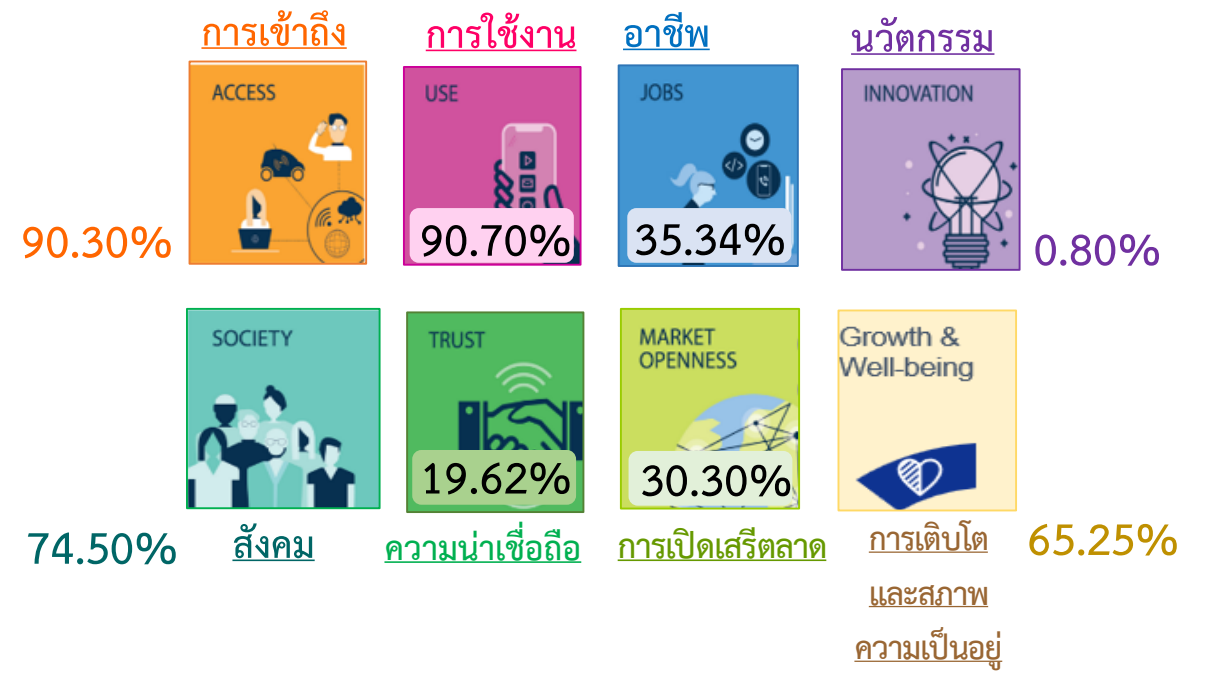 การเข้าถึง
การใช้งาน
อาชีพ
นวัตกรรม
ACCESS
USE
JOBS
INNOVATION
90.30%
90.70%
35.34%
0.80%
SOCIETY
TRUST
MARKET
OPENNESS
Growth &
Well-being
74.50%
19.62%
30.30%
65.25%
สังคม
ความน่าเชื่อถือ
การเปิดเสรีตลาด
การเติบโต
และสภาพ
ความเป็นอยู่